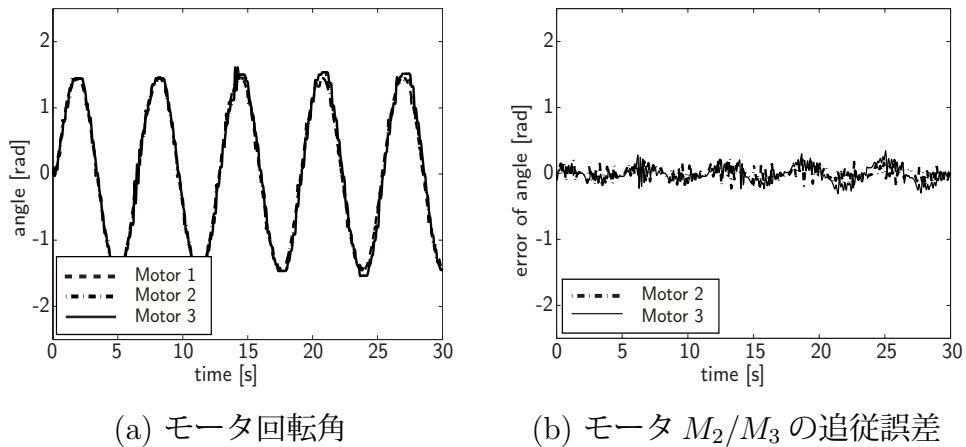 2
1
0
-1
-2
angle [rad]
Motor 1
Motor 2
Motor 3
0 5 10 15 20 25 30
time [s]
(a) モータ回転角
2
1
0
-1
-2
error of angle [rad]
Motor 2
Motor 3
0 5 10 15 20 25 30
time [s]
(b) モータ M2/M3 の追従誤差